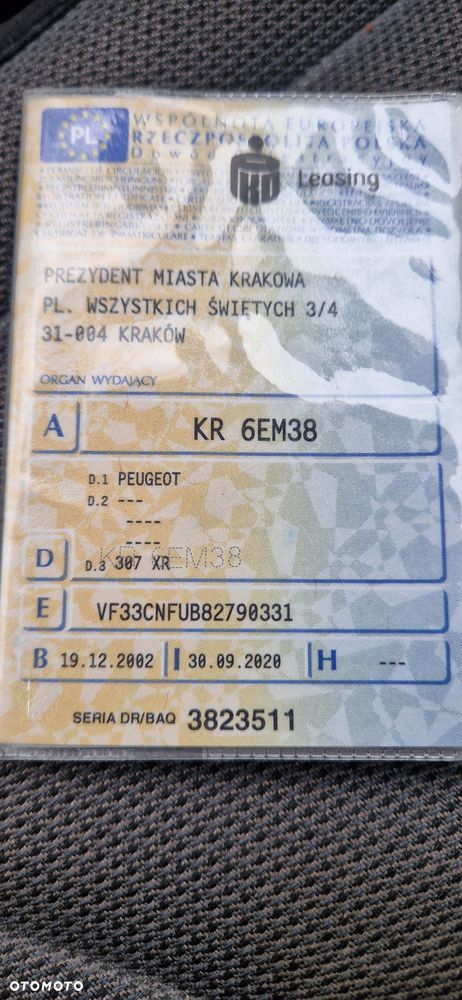 PL
WSPÓLNOTA EUROPEJSKA
RZECZPOSPOLITA POLSKA
Leasing
PREZYDENT MIASTA KRAKOWA
PL. WSZYSTKICH ŚWIĘTYCH 3/4
31-004 KRAKÓW
ORGAN WYDAJĄCY
A KR 6EM38
D.1 PEUGEOT
D.2 ---
----
----
KR 6EM38
D D.3 307 XR
E VF33CNFUB82790331
B 19.12.2002 I 30.09.2020 H ---
SERIA DR/BAQ 3823511
OTOMOTO